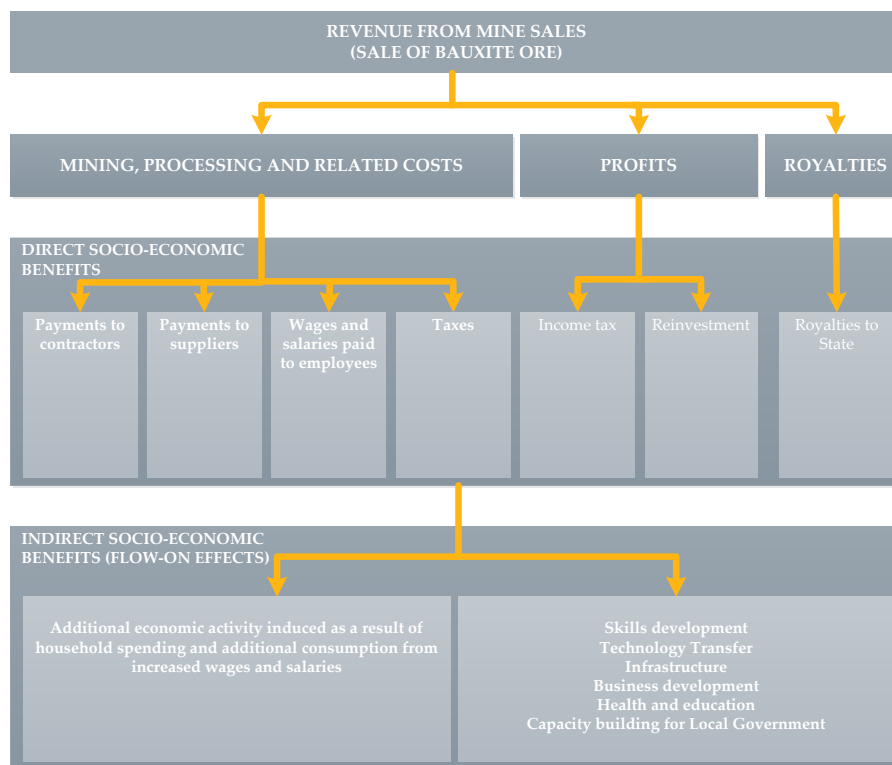 REVENUE FROM MINE SALES
(SALE OF BAUXITE ORE)
MINING, PROCESSING AND RELATED COSTS
PROFITS
ROYALTIES
DIRECT SOCIO-ECONOMIC
BENEFITS
Payments to
contractors
Payments to
suppliers
Wages and
salaries paid
to employees
Taxes
Income tax
Reinvestment
Royalties to
State
INDIRECT SOCIO-ECONOMIC
BENEFITS (FLOW-ON EFFECTS)
Additional economic activity induced as a result of
household spending and additional consumption from
increased wages and salaries
Skills development
Technology Transfer
Infrastructure
Business development
Health and education
Capacity building for Local Government